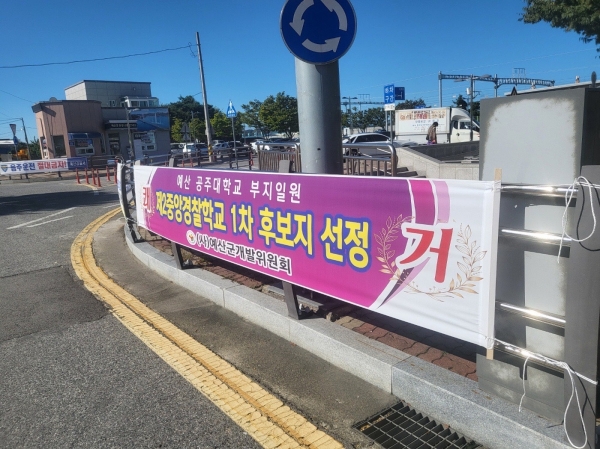 예산 공주대학교 부지일원
쾌 제2중앙경찰학교 1차 후보지 선정 거
(사)예산군개발위원회